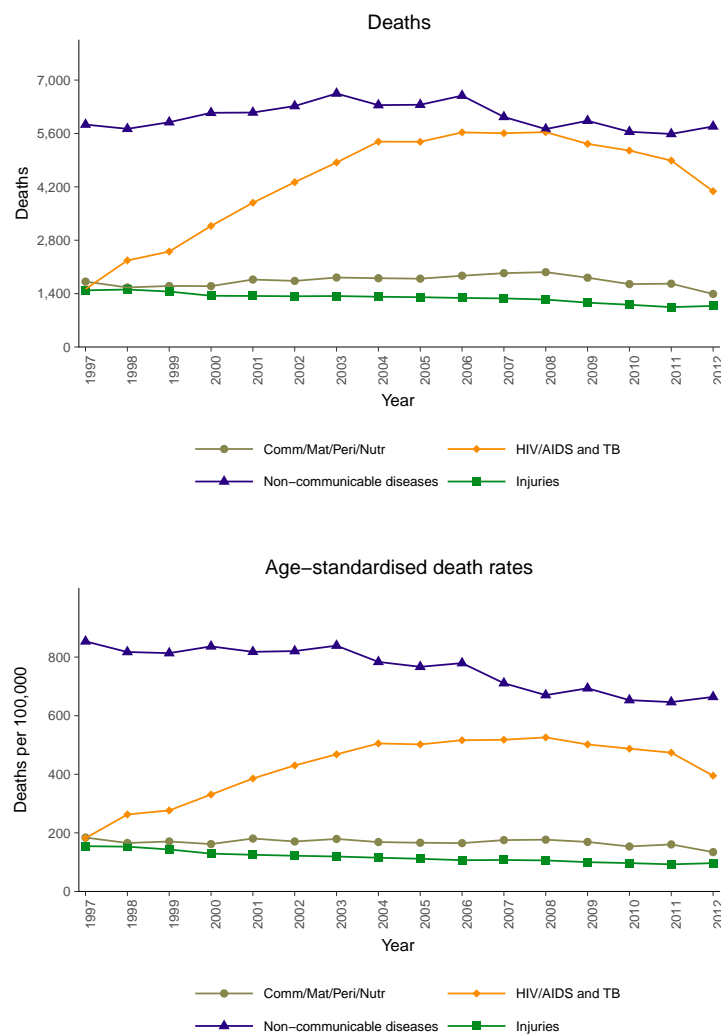 Deaths
7,000
5,600
4,200
2,800
1,400
0
Deaths
1997 1998 1999 2000 2001 2002 2003 2004 2005 2006 2007 2008 2009 2010 2011 2012
Year
Comm/Mat/Peri/Nutr HIV/AIDS and TB
Non−communicable diseases Injuries
Age−standardised death rates
800
600
400
200
0
Deaths per 100,000
1997 1998 1999 2000 2001 2002 2003 2004 2005 2006 2007 2008 2009 2010 2011 2012
Year
Comm/Mat/Peri/Nutr HIV/AIDS and TB
Non−communicable diseases Injuries